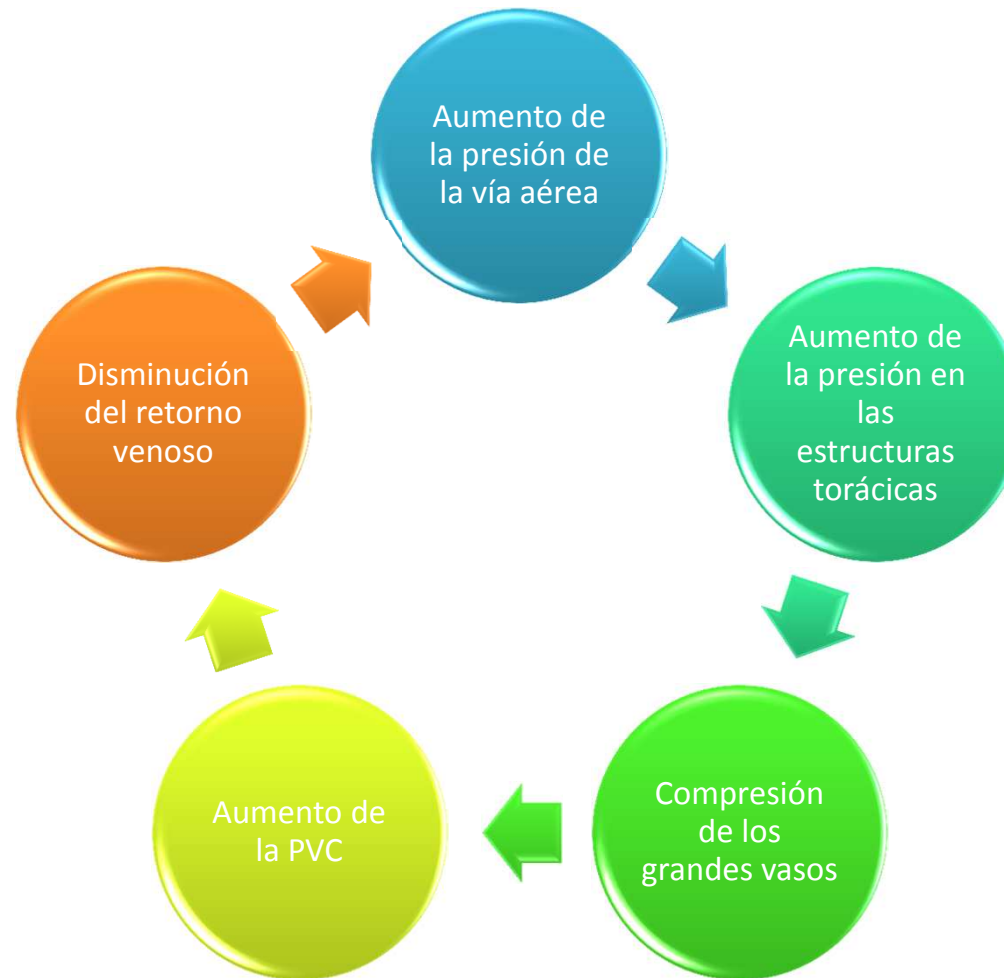 Aumento de
la presión de
la vía aérea
Aumento de
la presión en
las
estructuras
torácicas
Compresión
de los
grandes vasos
Aumento de
la PVC
Disminución
del retorno
venoso